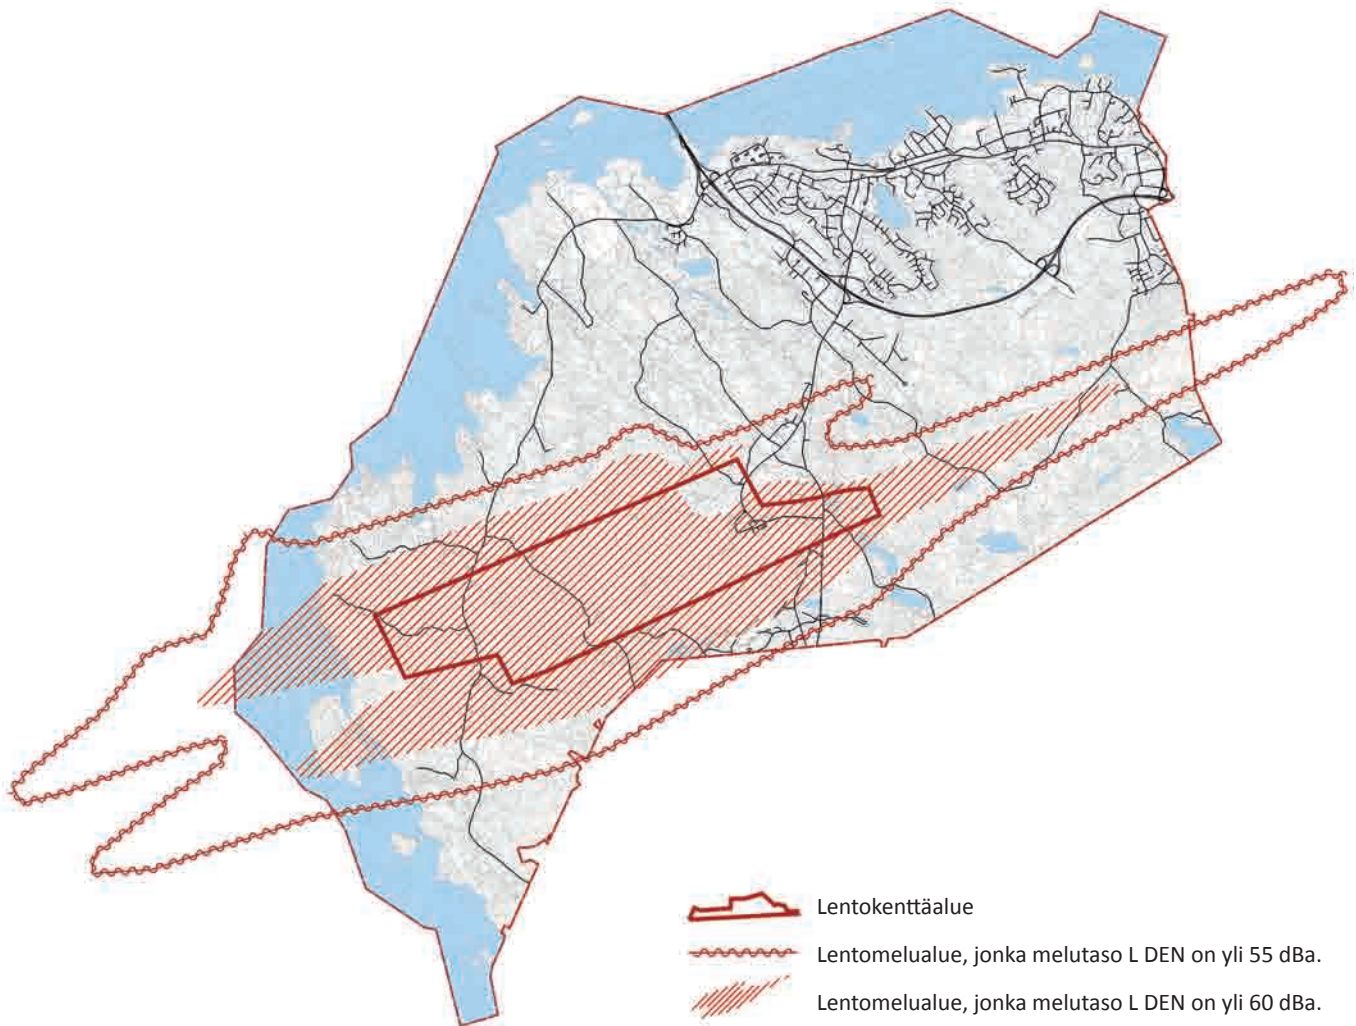 Lentokenttäalue
Lentomelualue, jonka melutaso L DEN on yli 55 dBa.
Lentomelualue, jonka melutaso L DEN on yli 60 dBa.